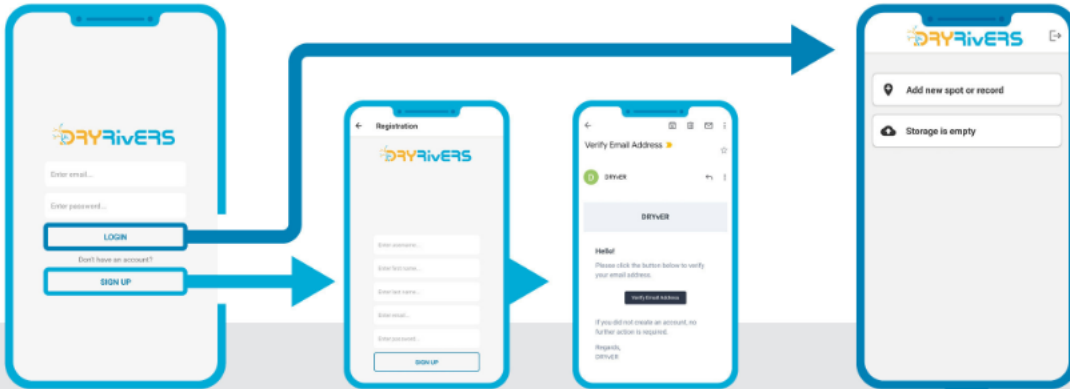 DRYRivERS
Enter email...
Enter password...
LOGIN
Don't have an account?
SIGN UP
Registration
DRYRivERS
Enter username...
Enter first name...
Enter last name...
Enter email...
Enter password...
SIGN UP
Verify Email Address
D
DRYvER
DRYvER
Hello!
Please click the button below to verify
your email address.
Verify Email Address
If you did not create an account, no
further action is required.
Regards,
DRYvER
DRYRivERS
Add new spot or record
Storage is empty